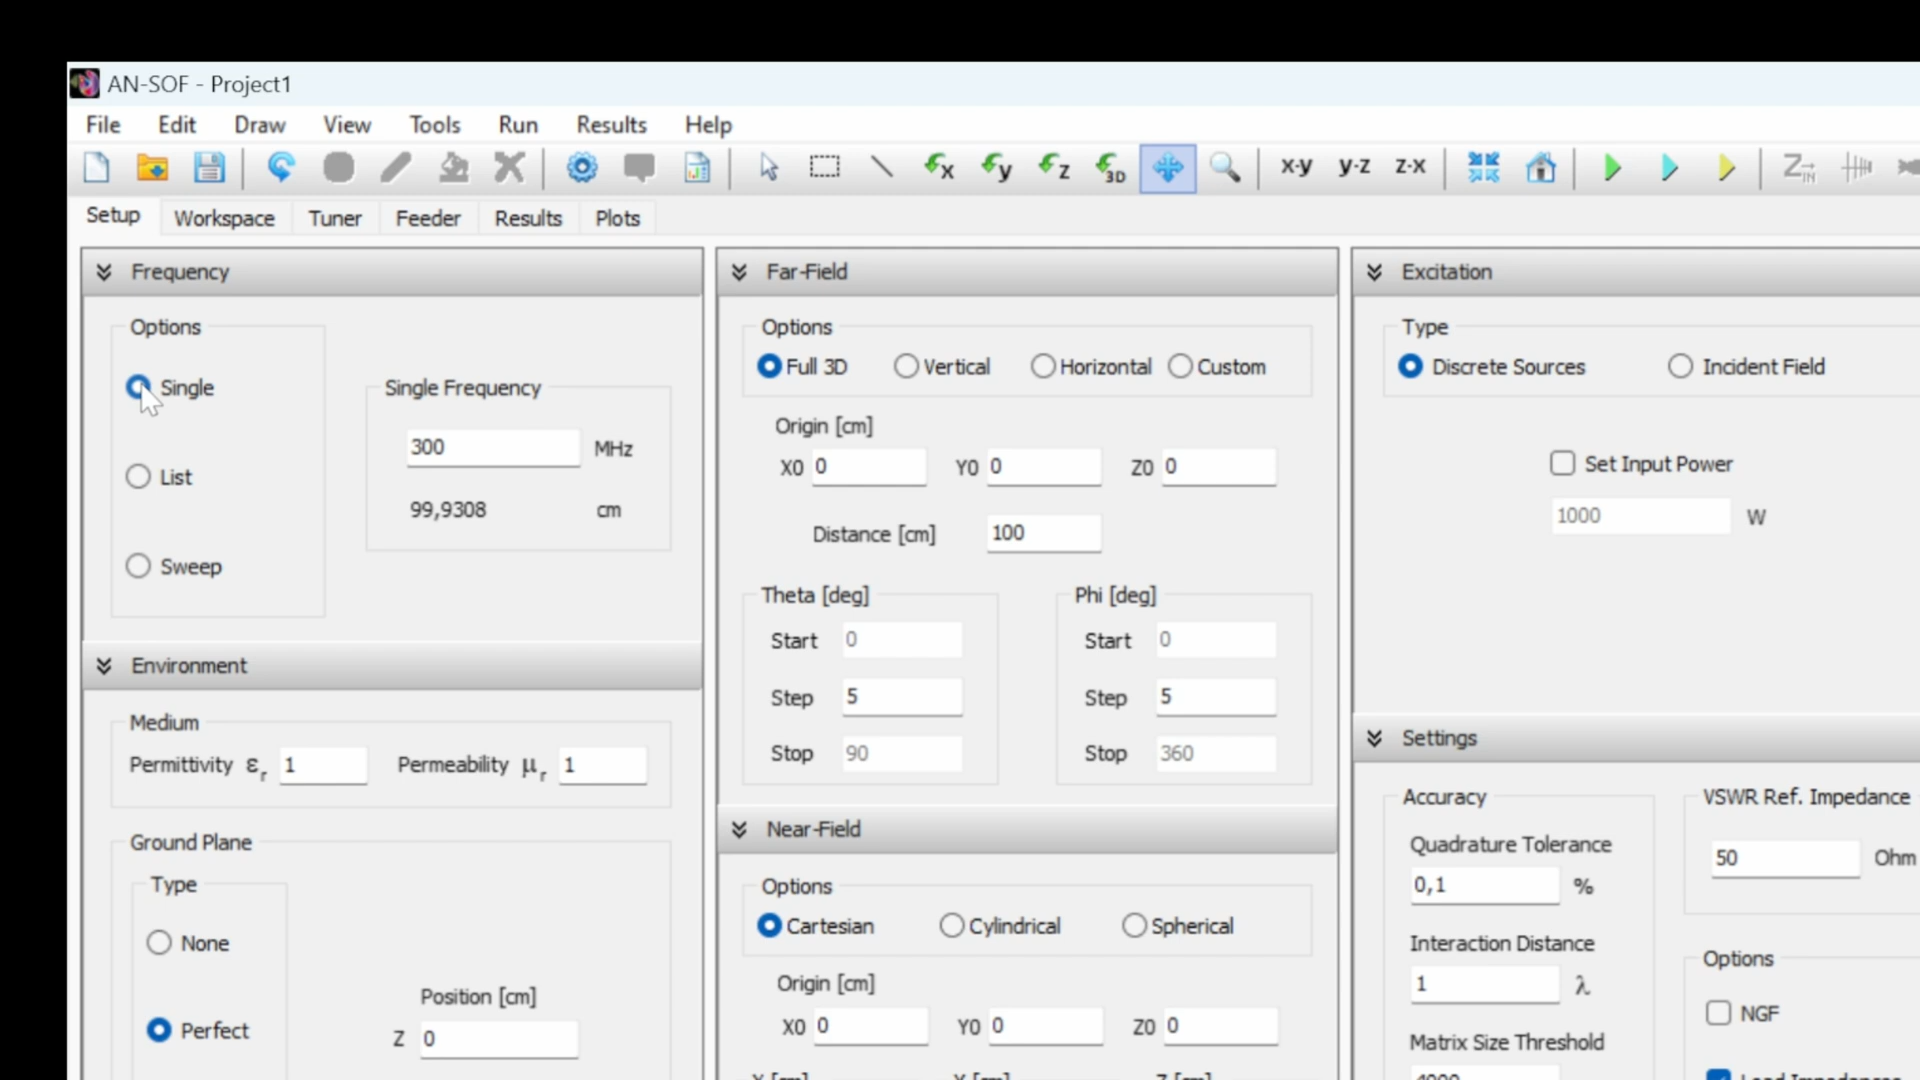 AN-SOF - Project1
File Edit Draw View Tools Run Results Help
x y z 3D x-y y-z z-x Z IN
Setup Workspace Tuner Feeder Results Plots
Frequency
Options
Single
List
Sweep
Single Frequency
300 MHz
99,9308 cm
Environment
Medium
Permittivity εr 1 Permeability μr 1
Ground Plane
Type
None
Perfect
Position [cm]
Z 0
Far-Field
Options
Full 3D Vertical Horizontal Custom
Origin [cm]
X0 0 Y0 0 Z0 0
Distance [cm] 100
Theta [deg]
Start 0
Step 5
Stop 90
Phi [deg]
Start 0
Step 5
Stop 360
Near-Field
Options
Cartesian Cylindrical Spherical
Origin [cm]
X0 0 Y0 0 Z0 0
Excitation
Type
Discrete Sources Incident Field
Set Input Power
1000 W
Settings
Accuracy
Quadrature Tolerance
0,1 %
Interaction Distance
1 λ
Matrix Size Threshold
VSWR Ref. Impedance
50 Ohm
Options
NGF